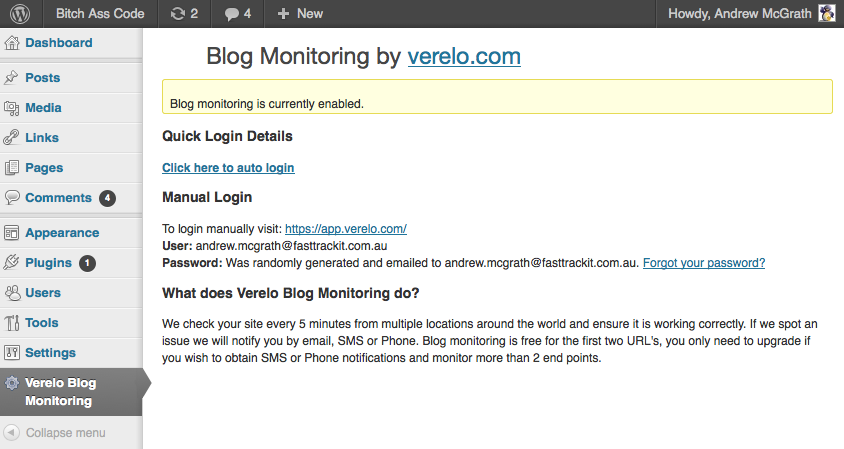 Bitch Ass Code 2 4 + New Howdy, Andrew McGrath
Dashboard
Posts
Media
Links
Pages
Comments 4
Appearance
Plugins 1
Users
Tools
Settings
Verelo Blog
Monitoring
Collapse menu
Blog Monitoring by verelo.com
Blog monitoring is currently enabled.
Quick Login Details
Click here to auto login
Manual Login
To login manually visit: https://app.verelo.com/
User: andrew.mcgrath@fasttrackit.com.au
Password: Was randomly generated and emailed to andrew.mcgrath@fasttrackit.com.au. Forgot your password?
What does Verelo Blog Monitoring do?
We check your site every 5 minutes from multiple locations around the world and ensure it is working correctly. If we spot an
issue we will notify you by email, SMS or Phone. Blog monitoring is free for the first two URL's, you only need to upgrade if
you wish to obtain SMS or Phone notifications and monitor more than 2 end points.